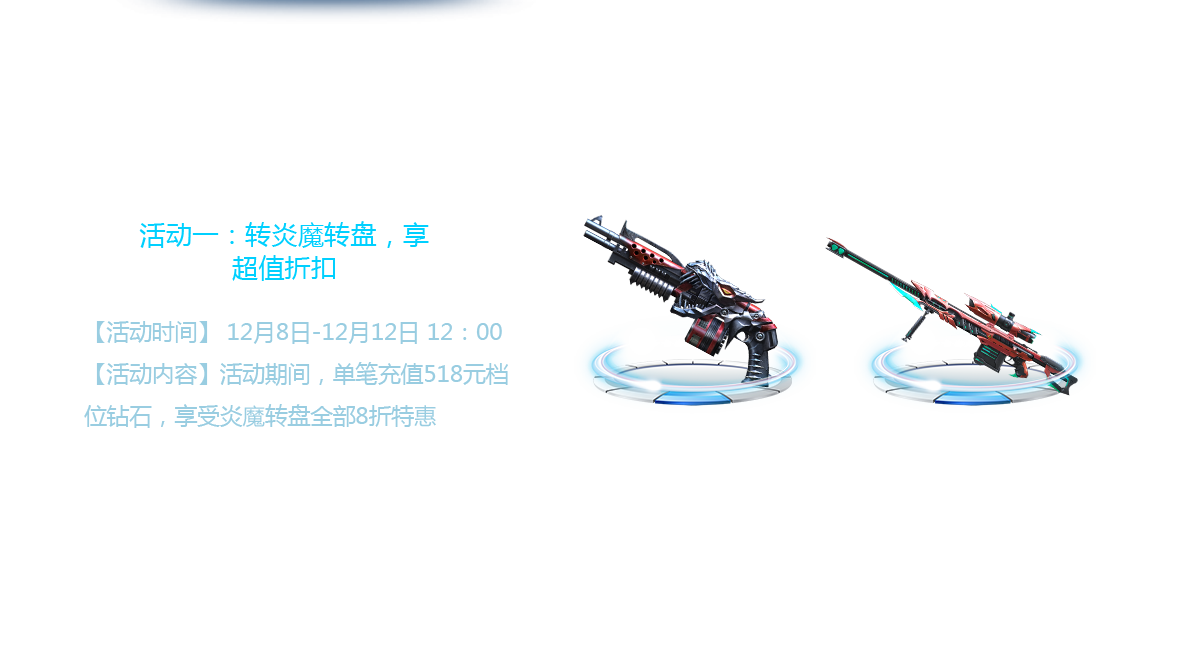 活动一：转炎魔转盘，享
超值折扣
【活动时间】 12月8日-12月12日 12：00
【活动内容】活动期间，单笔充值518元档
位钻石，享受炎魔转盘全部8折特惠